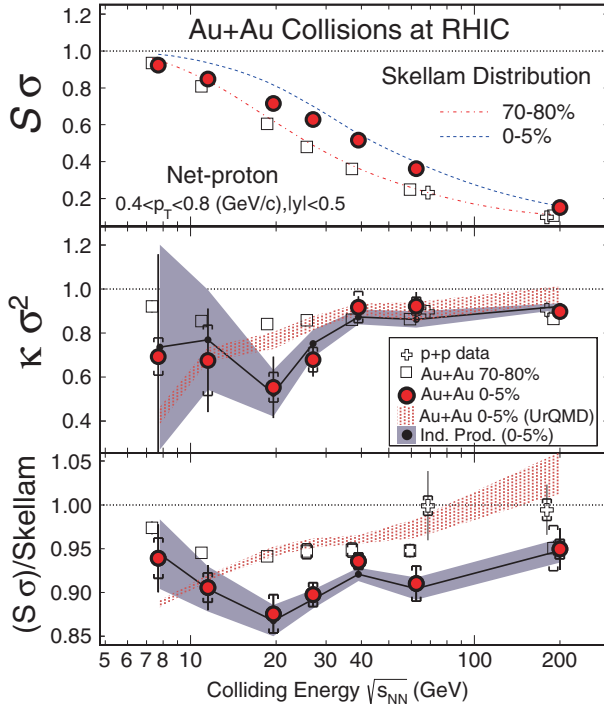 Au+Au Collisions at RHIC
Skellam Distribution
70-80%
0-5%
Net-proton
0.4<p_T<0.8 (GeV/c),|y|<0.5
S σ
1.0
0.8
0.6
0.4
0.2
κ σ²
1.2
1.0
0.8
0.6
0.4
p+p data
Au+Au 70-80%
Au+Au 0-5%
Au+Au 0-5% (UrQMD)
Ind. Prod. (0-5%)
(S σ)/Skellam
1.05
1.00
0.95
0.90
0.85
5 6 7 8 10 20 30 40 100 200
Colliding Energy √s_NN (GeV)